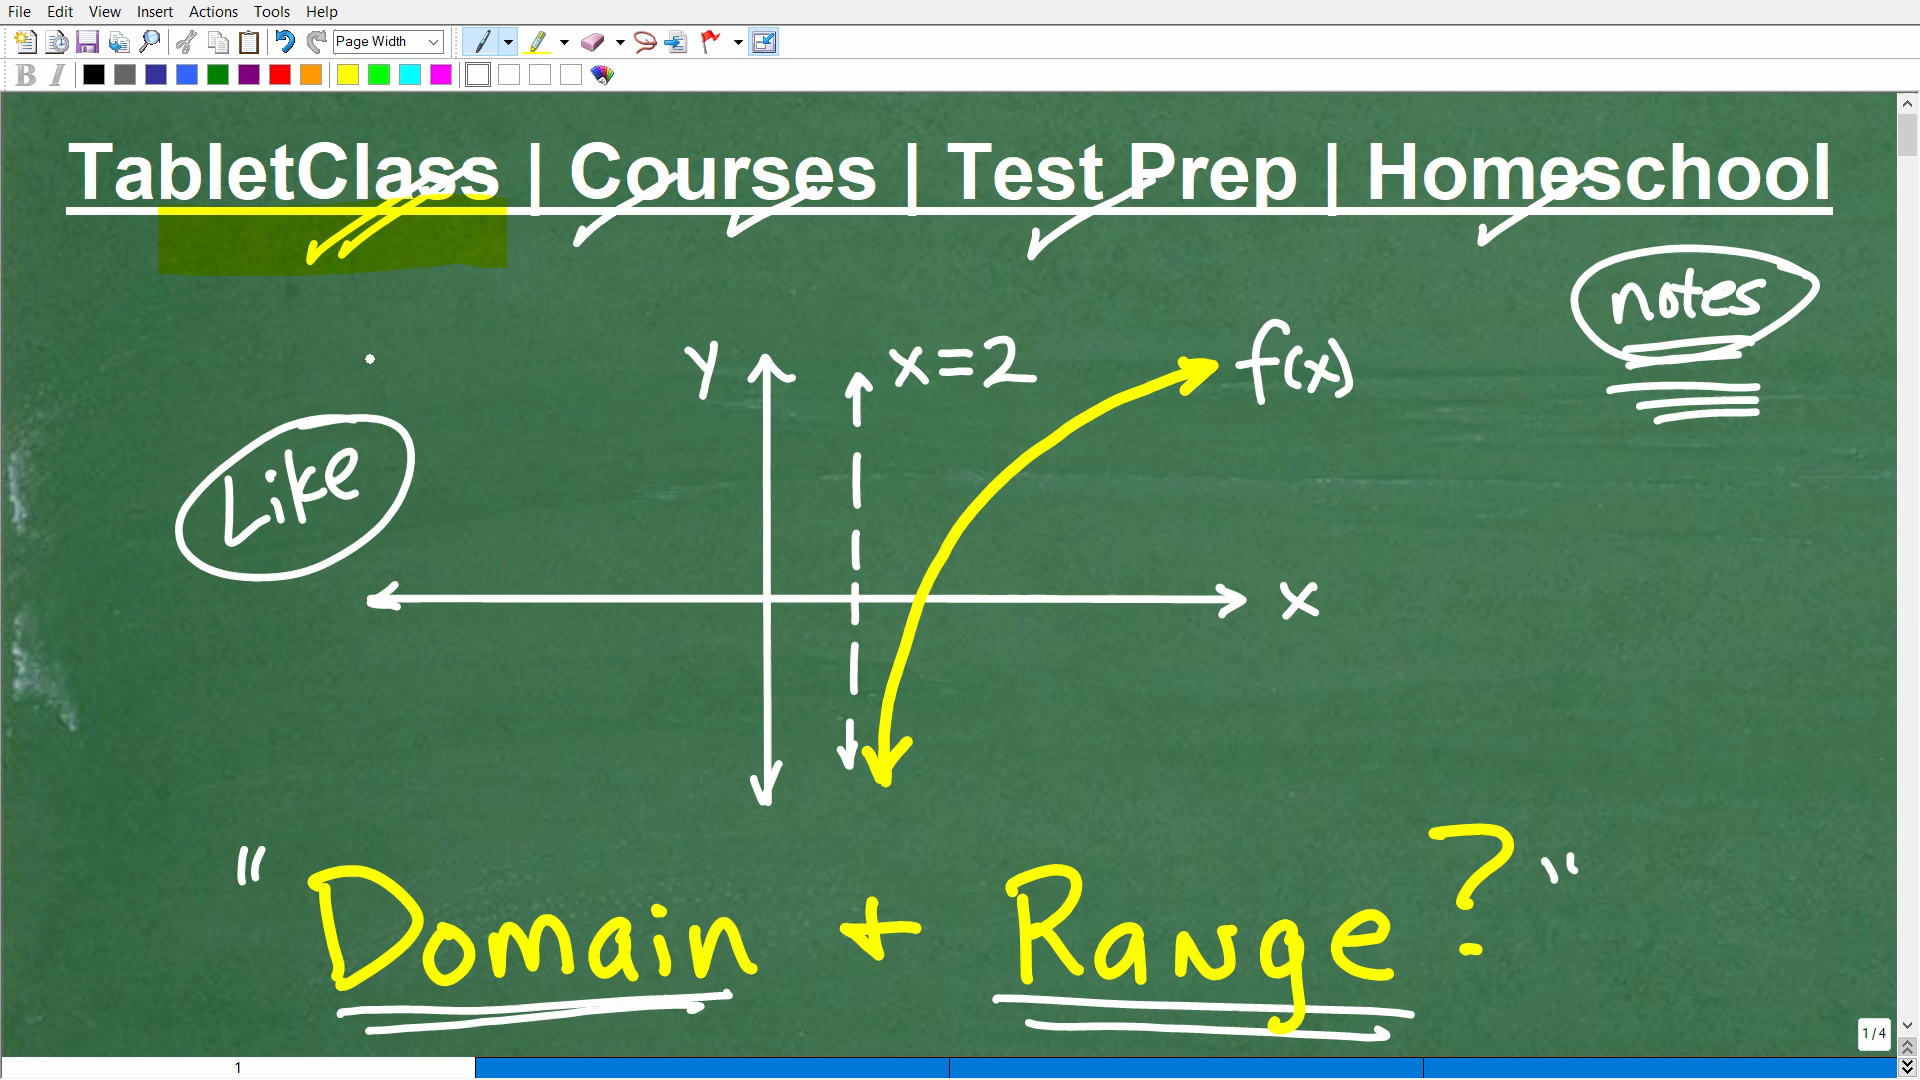 File Edit View Insert Actions Tools Help
Page Width
B I
TabletClass | Courses | Test Prep | Homeschool
notes
y x=2 f(x)
Like
x
"Domain + Range?"
1 / 4
1